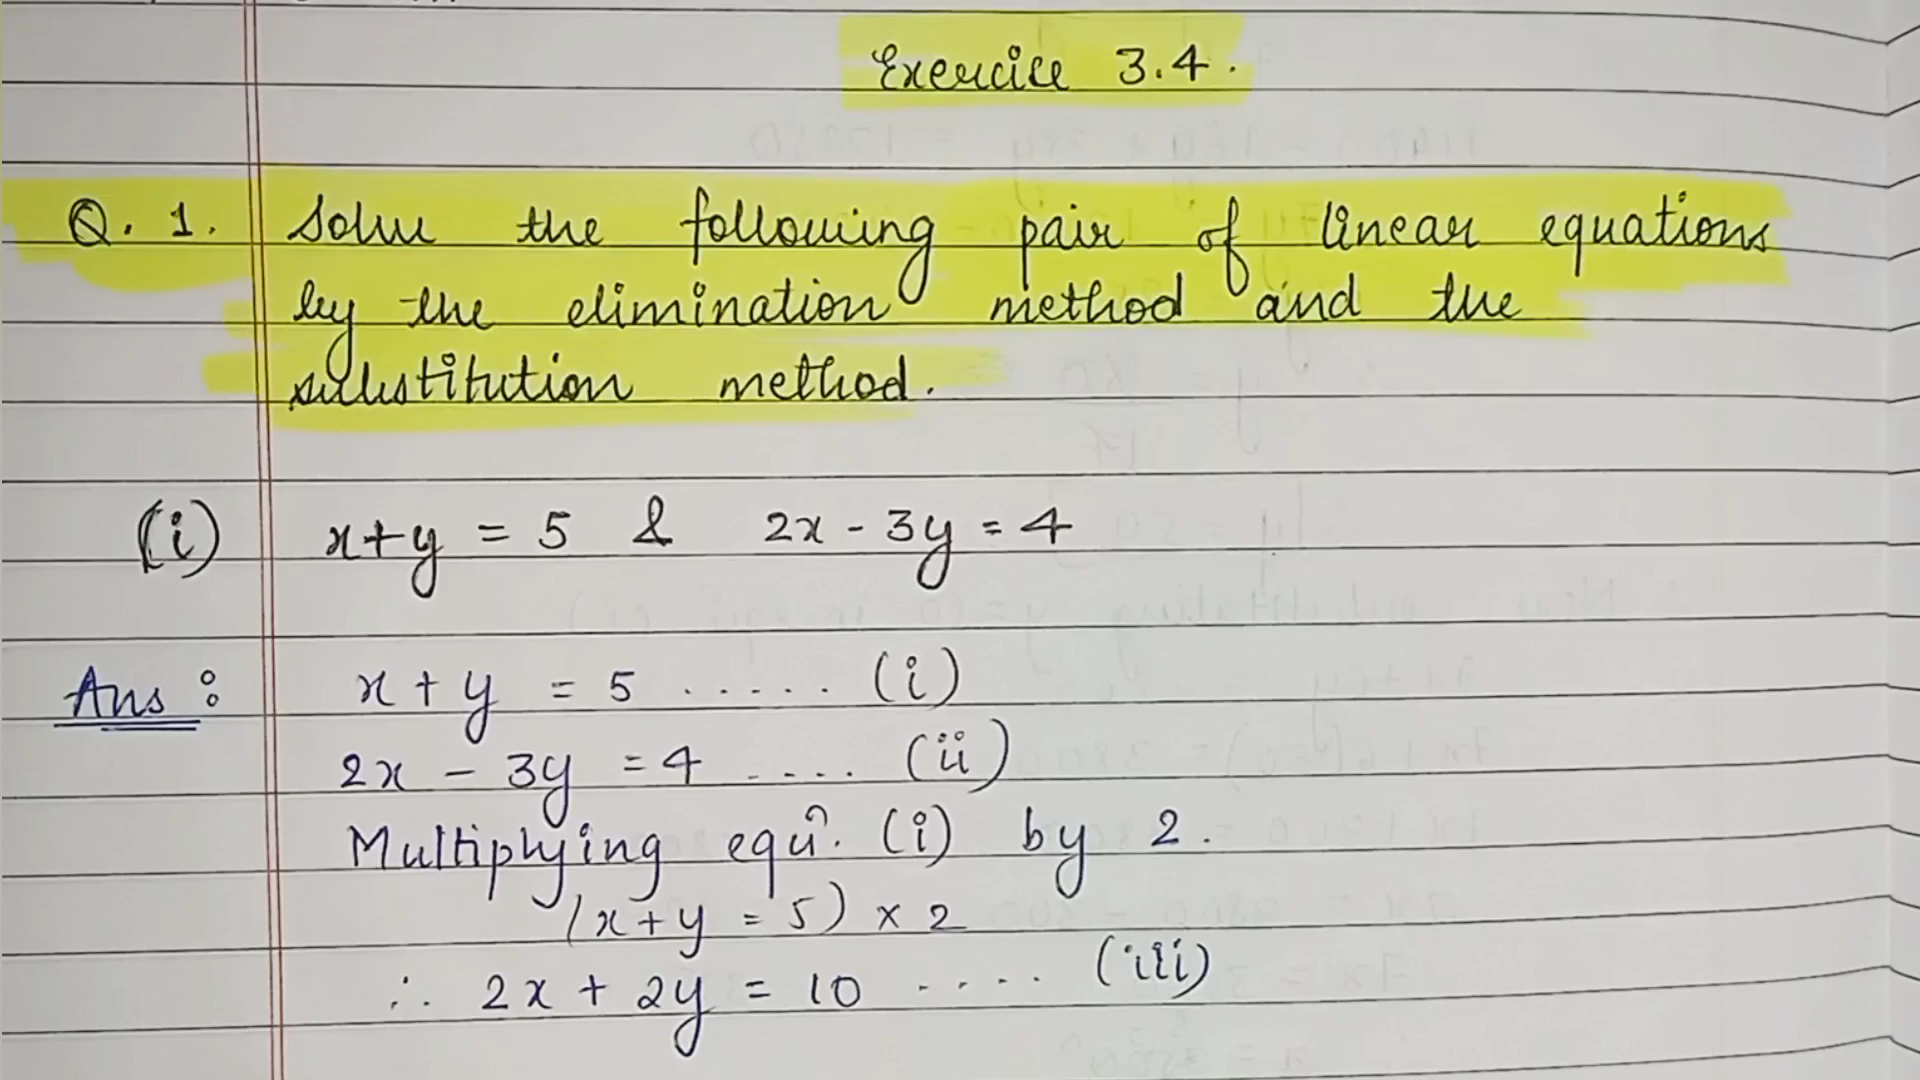 Exercise 3.4.
Q. 1. Solve the following pair of linear equations
by the elimination method and the
substitution method.
(i) x+y = 5 & 2x - 3y = 4
Ans : x + y = 5 ..... (i)
2x - 3y = 4 .... (ii)
Multiplying equn. (i) by 2.
(x+y = 5) × 2
∴ 2x + 2y = 10 .... (iii)